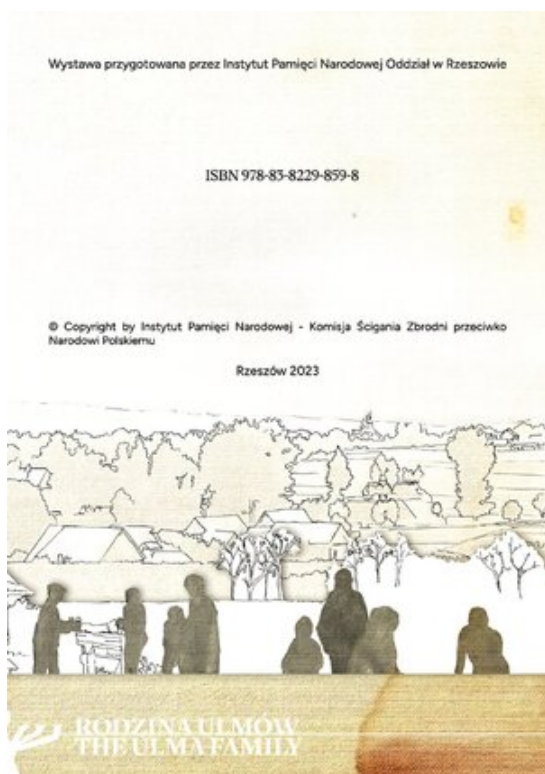 Wystawa przygotowana przez Instytut Pamięci Narodowej Oddział w Rzeszowie
ISBN 978-83-8229-859-8
© Copyright by Instytut Pamięci Narodowej - Komisja Ścigania Zbrodni przeciwko
Narodowi Polskiemu
Rzeszów 2023
RODZINA ULMÓW
THE ULMA FAMILY